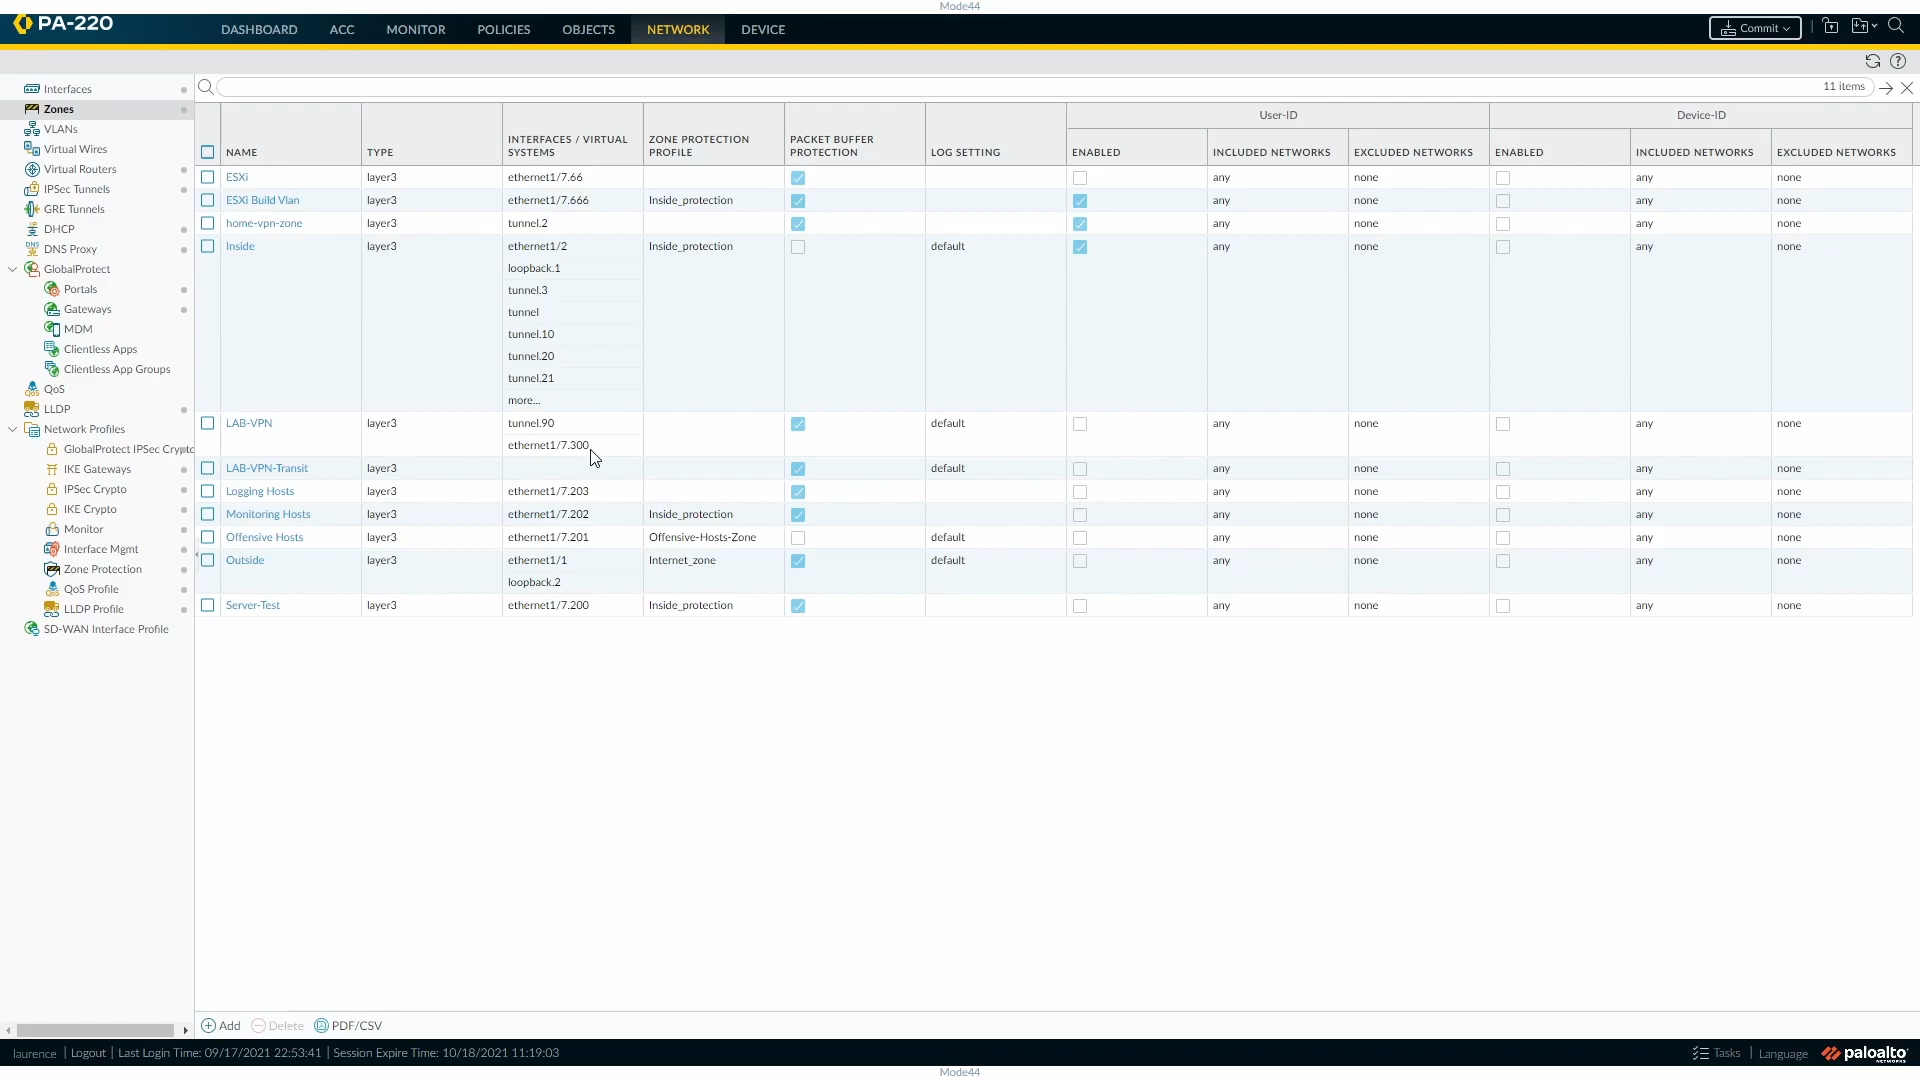 Mode44
PA-220
DASHBOARD ACC MONITOR POLICIES OBJECTS NETWORK DEVICE
Commit
Interfaces
Zones
VLANs
Virtual Wires
Virtual Routers
IPSec Tunnels
GRE Tunnels
DHCP
DNS Proxy
GlobalProtect
Portals
Gateways
MDM
Clientless Apps
Clientless App Groups
QoS
LLDP
Network Profiles
GlobalProtect IPSec Crypto
IKE Gateways
IPSec Crypto
IKE Crypto
Monitor
Interface Mgmt
Zone Protection
QoS Profile
LLDP Profile
SD-WAN Interface Profile
11 items
User-ID Device-ID
NAME TYPE INTERFACES / VIRTUAL SYSTEMS ZONE PROTECTION PROFILE PACKET BUFFER PROTECTION LOG SETTING ENABLED INCLUDED NETWORKS EXCLUDED NETWORKS ENABLED INCLUDED NETWORKS EXCLUDED NETWORKS
ESXi layer3 ethernet1/7.66 any none any none
ESXi Build Vlan layer3 ethernet1/7.666 Inside_protection any none any none
home-vpn-zone layer3 tunnel.2 any none any none
Inside layer3 ethernet1/2 Inside_protection default any none any none
loopback.1
tunnel.3
tunnel
tunnel.10
tunnel.20
tunnel.21
more...
LAB-VPN layer3 tunnel.90 default any none any none
ethernet1/7.300
LAB-VPN-Transit layer3 default any none any none
Logging Hosts layer3 ethernet1/7.203 any none any none
Monitoring Hosts layer3 ethernet1/7.202 Inside_protection any none any none
Offensive Hosts layer3 ethernet1/7.201 Offensive-Hosts-Zone default any none any none
Outside layer3 ethernet1/1 Internet_zone default any none any none
loopback.2
Server-Test layer3 ethernet1/7.200 Inside_protection any none any none
Add Delete PDF/CSV
laurence | Logout | Last Login Time: 09/17/2021 22:53:41 | Session Expire Time: 10/18/2021 11:19:03
Tasks | Language paloalto NETWORKS
Mode44